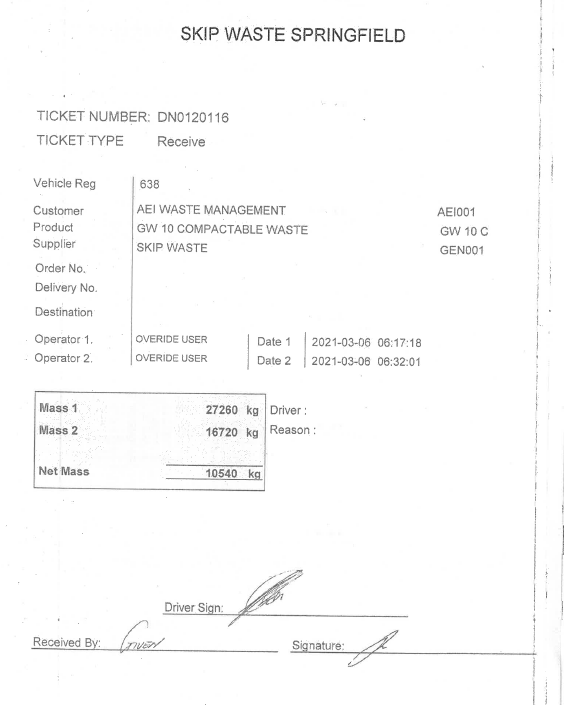 SKIP WASTE SPRINGFIELD
TICKET NUMBER: DN0120116
TICKET TYPE Receive
Vehicle Reg 638
Customer AEI WASTE MANAGEMENT AEI001
Product GW 10 COMPACTABLE WASTE GW 10 C
Supplier SKIP WASTE GEN001
Order No.
Delivery No.
Destination
Operator 1. OVERIDE USER Date 1 2021-03-06 06:17:18
Operator 2. OVERIDE USER Date 2 2021-03-06 06:32:01
Mass 1 27260 kg Driver :
Mass 2 16720 kg Reason :
Net Mass 10540 kg
Driver Sign:
Received By: GIVEN Signature: